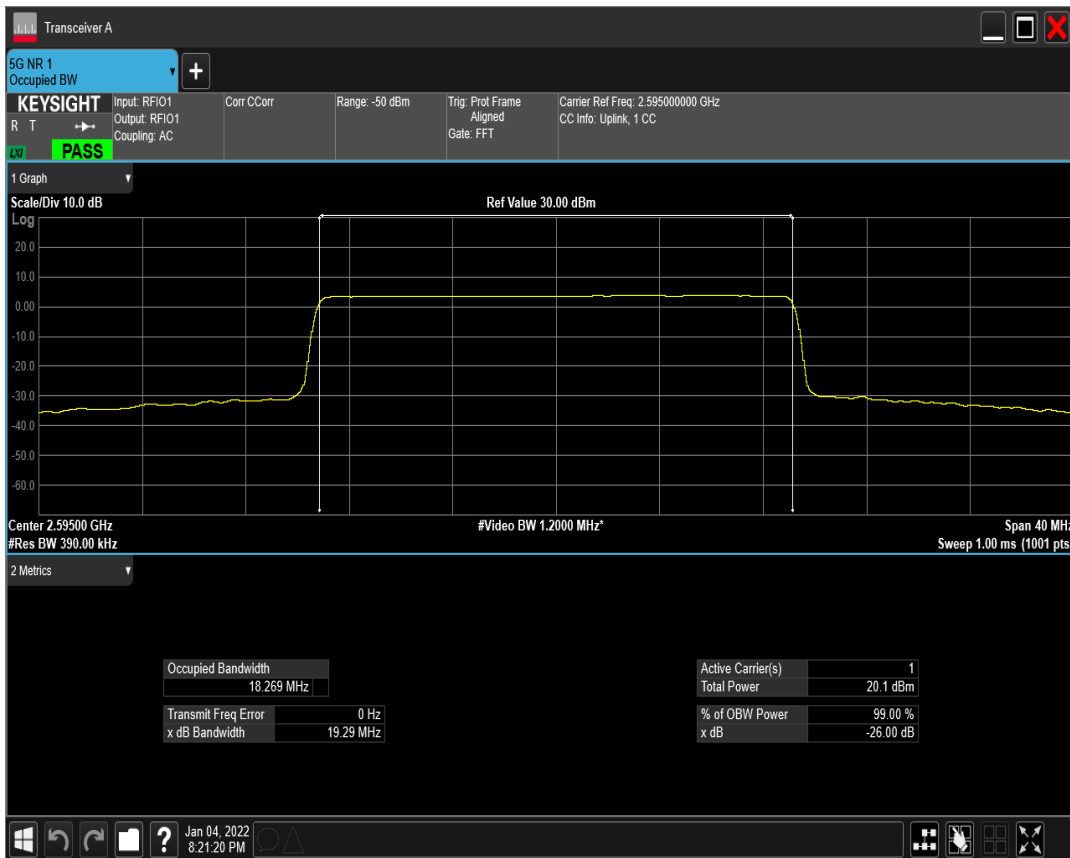 Transceiver A
5G NR 1
Occupied BW
+
KEYSIGHT
R T
LXI
PASS
Input: RFIO1
Output: RFIO1
Coupling: AC
Corr CCorr
Range: -50 dBm
Trig: Prot Frame
Aligned
Gate: FFT
Carrier Ref Freq: 2.595000000 GHz
CC Info: Uplink, 1 CC
1 Graph
Scale/Div 10.0 dB
Ref Value 30.00 dBm
Log
20.0
10.0
0.00
-10.0
-20.0
-30.0
-40.0
-50.0
-60.0
Center 2.59500 GHz
#Video BW 1.2000 MHz*
Span 40 MHz
#Res BW 390.00 kHz
Sweep 1.00 ms (1001 pts
2 Metrics
Occupied Bandwidth
18.269 MHz
Transmit Freq Error 0 Hz
x dB Bandwidth 19.29 MHz
Active Carrier(s) 1
Total Power 20.1 dBm
% of OBW Power 99.00 %
x dB -26.00 dB
?
Jan 04, 2022
8:21:20 PM